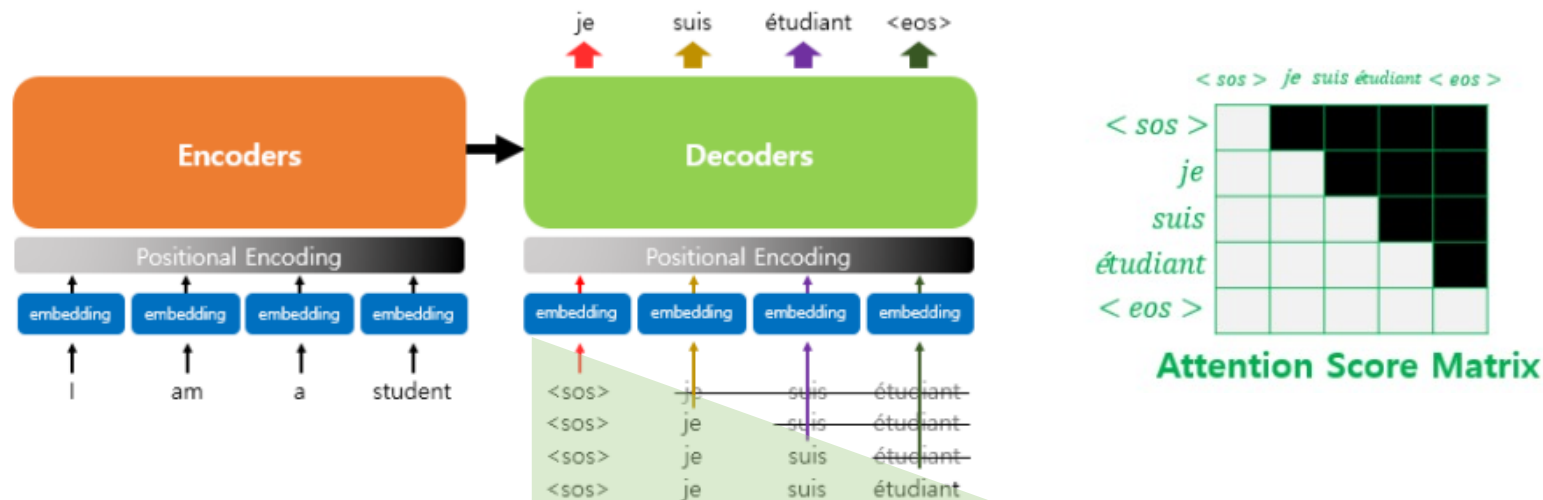 je suis étudiant <eos>
Encoders
Decoders
Positional Encoding
Positional Encoding
embedding embedding embedding embedding
embedding embedding embedding embedding
I am a student
<sos> je suis étudiant
<sos> je suis étudiant
<sos> je suis étudiant
<sos> je suis étudiant
< sos > je suis étudiant < eos >
< sos >
je
suis
étudiant
< eos >
Attention Score Matrix